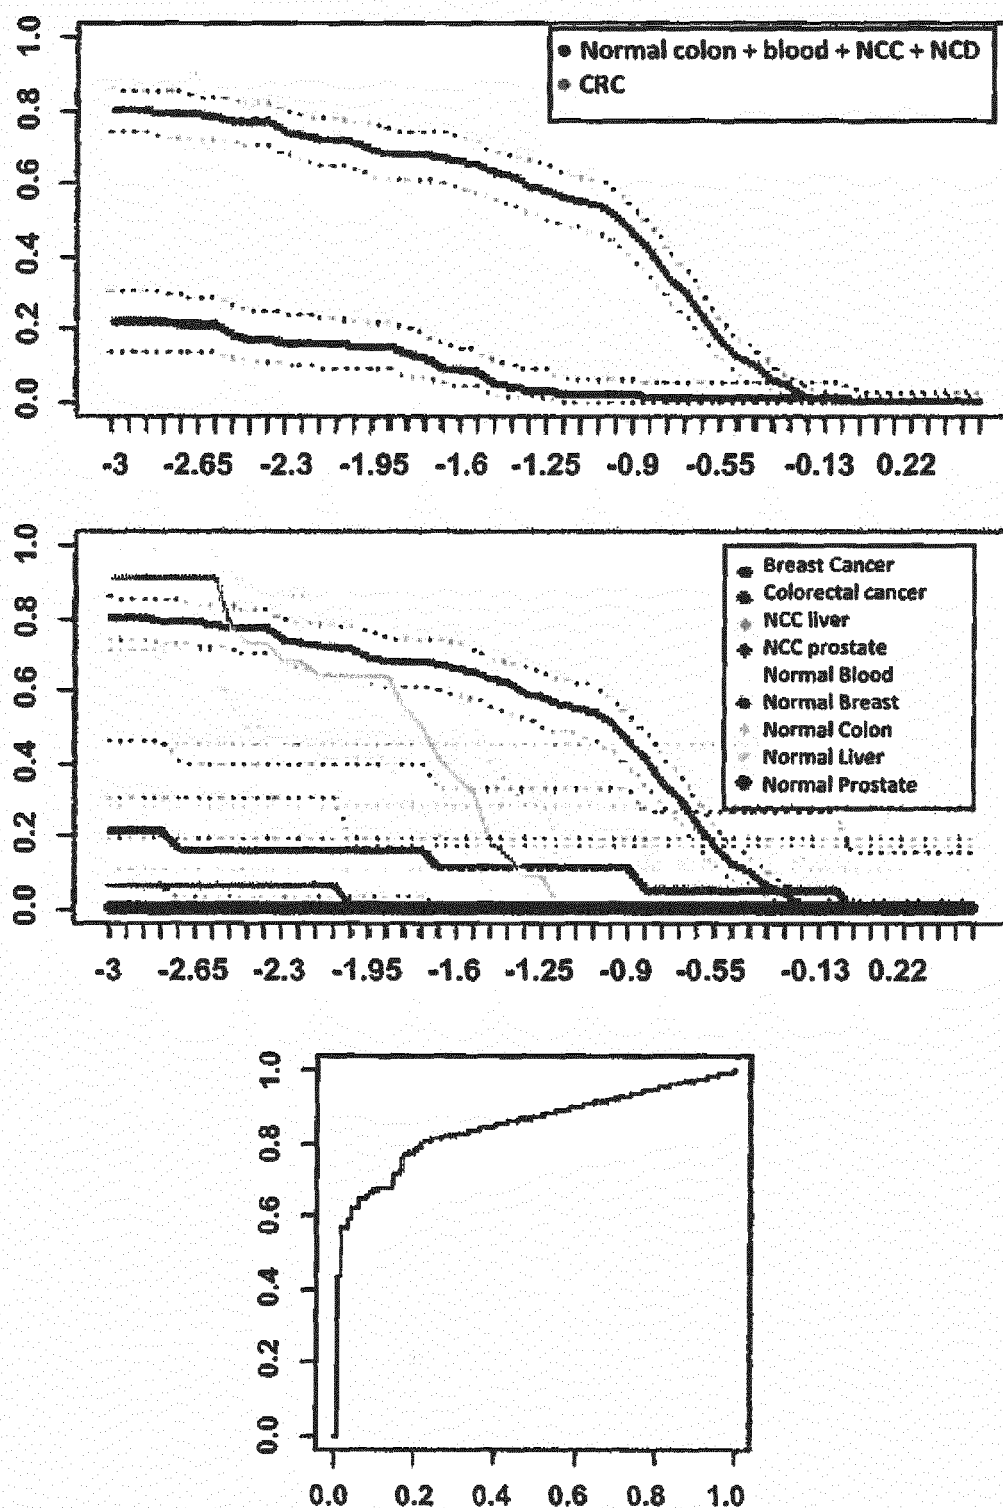 1.0
0.8
0.6
0.4
0.2
0.0
Normal colon + blood + NCC + NCD
CRC
-3 -2.65 -2.3 -1.95 -1.6 -1.25 -0.9 -0.55 -0.13 0.22
1.0
0.8
0.6
0.4
0.2
0.0
Breast Cancer
Colorectal cancer
NCC liver
NCC prostate
Normal Blood
Normal Breast
Normal Colon
Normal Liver
Normal Prostate
-3 -2.65 -2.3 -1.95 -1.6 -1.25 -0.9 -0.55 -0.13 0.22
1.0
0.8
0.6
0.4
0.2
0.0
0.0 0.2 0.4 0.6 0.8 1.0